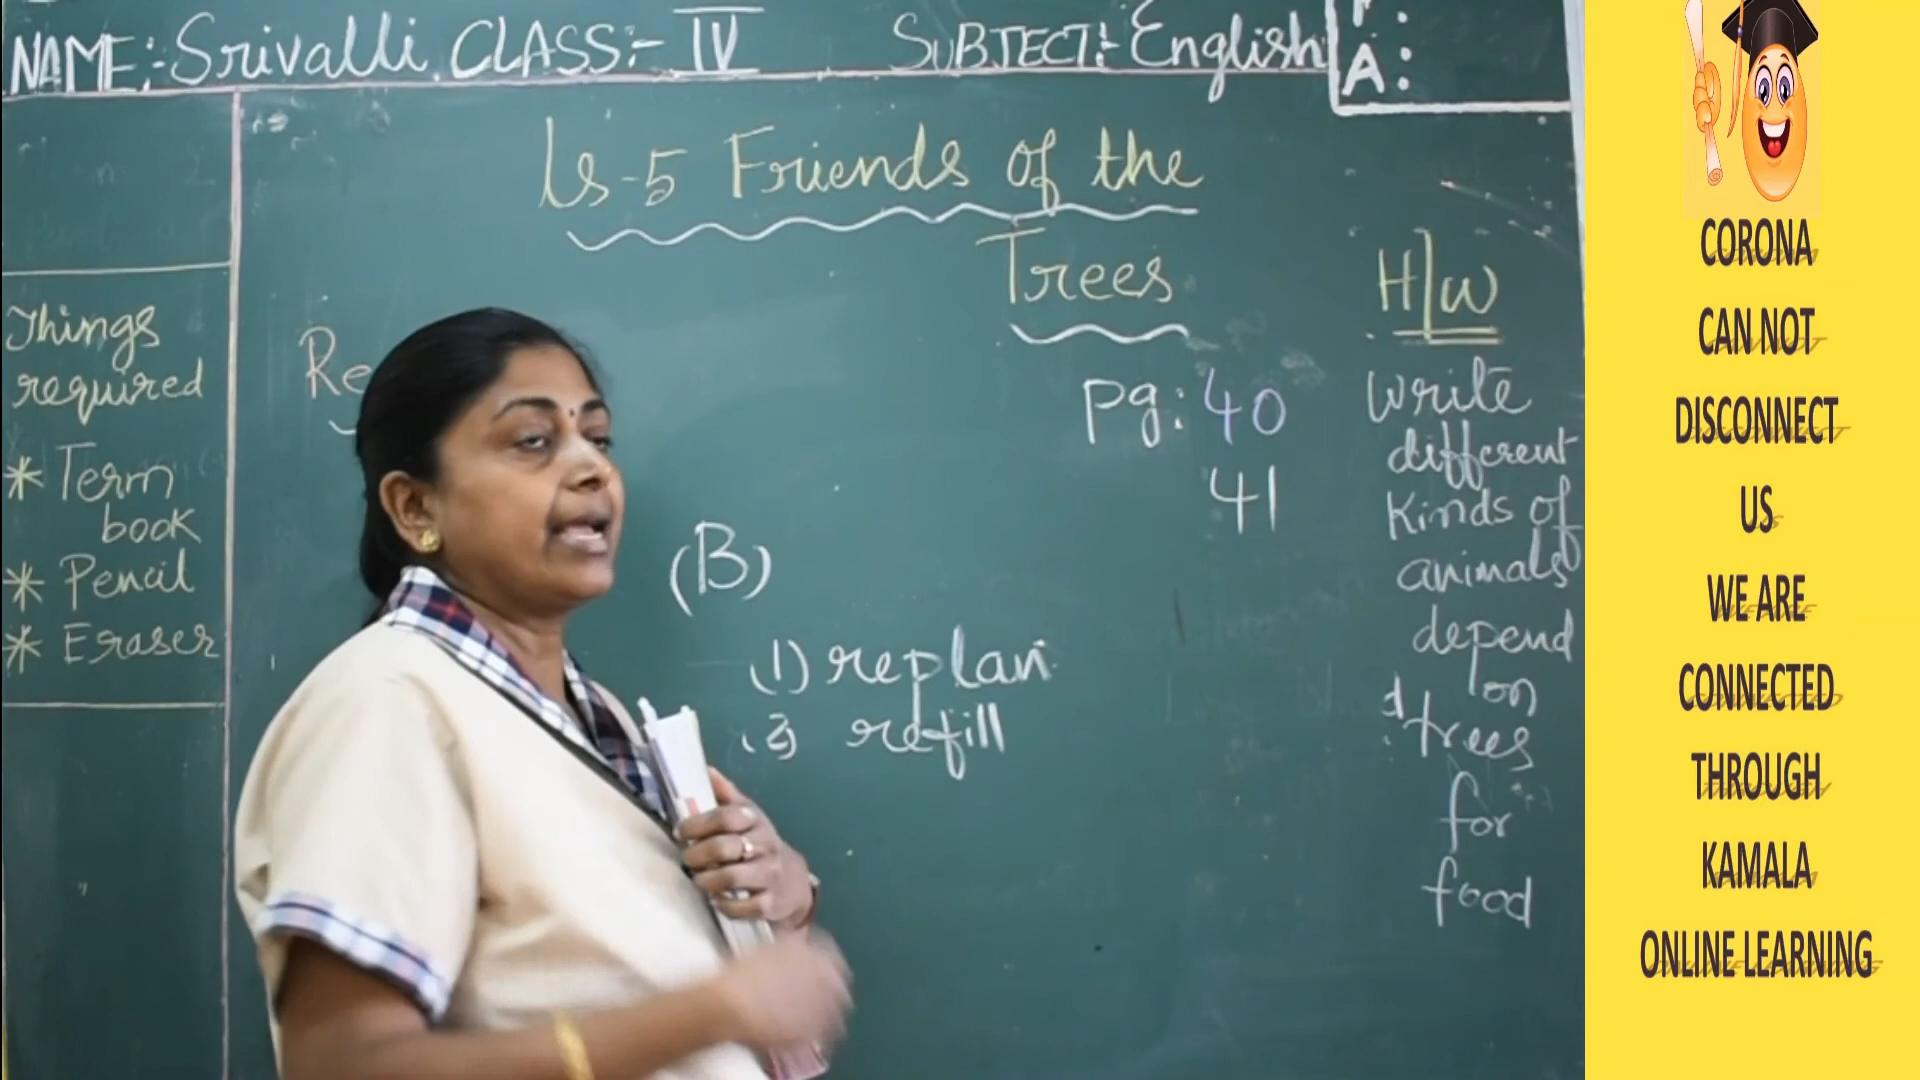 NAME:- Srivalli CLASS:- IV SUBJECT:- English
A:
Ls-5 Friends of the
Trees
Things
required
* Term
book
* Pencil
* Eraser
Re
pg: 40
41
(B)
(1) replan
(2) refill
H/W
write
different
kinds of
animals
depend
on
trees
for
food
CORONA
CAN NOT
DISCONNECT
US
WE ARE
CONNECTED
THROUGH
KAMALA
ONLINE LEARNING